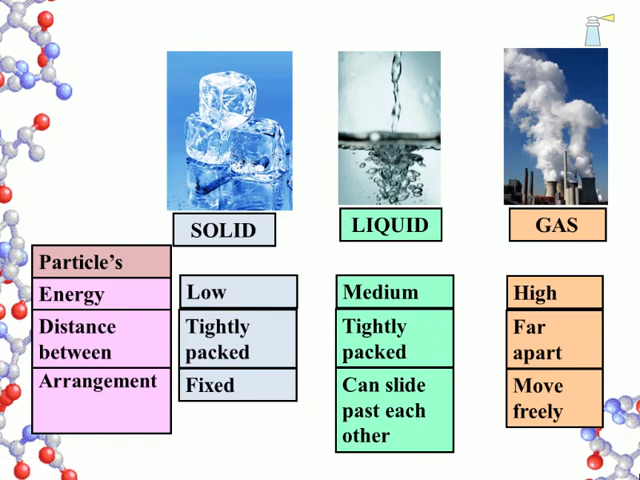 SOLID
LIQUID
GAS
Particle’s
Energy
Low
Medium
High
Distance
between
Tightly
packed
Tightly
packed
Far
apart
Arrangement
Fixed
Can slide
past each
other
Move
freely